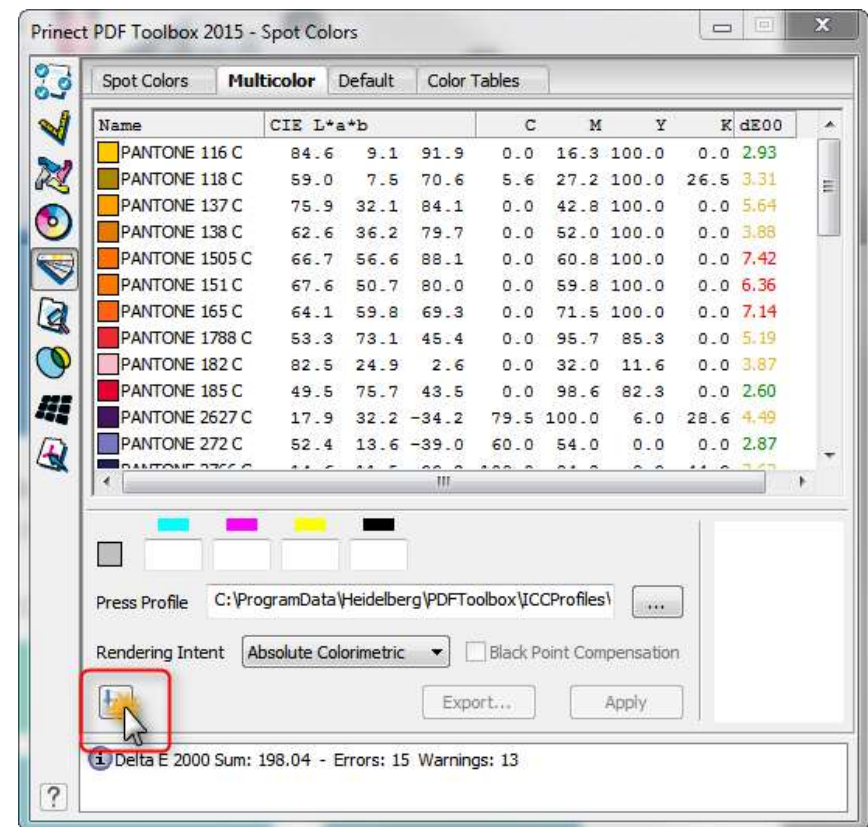 Prinect PDF Toolbox 2015 - Spot Colors
Spot Colors Multicolor Default Color Tables
Name CIE L*a*b C M Y K dE00
PANTONE 116 C 84.6 9.1 91.9 0.0 16.3 100.0 0.0 2.93
PANTONE 118 C 59.0 7.5 70.6 5.6 27.2 100.0 26.5 3.31
PANTONE 137 C 75.9 32.1 84.1 0.0 42.8 100.0 0.0 5.64
PANTONE 138 C 62.6 36.2 79.7 0.0 52.0 100.0 0.0 3.88
PANTONE 1505 C 66.7 56.6 88.1 0.0 60.8 100.0 0.0 7.42
PANTONE 151 C 67.6 50.7 80.0 0.0 59.8 100.0 0.0 6.36
PANTONE 165 C 64.1 59.8 69.3 0.0 71.5 100.0 0.0 7.14
PANTONE 1788 C 53.3 73.1 45.4 0.0 95.7 85.3 0.0 5.19
PANTONE 182 C 82.5 24.9 2.6 0.0 32.0 11.6 0.0 3.87
PANTONE 185 C 49.5 75.7 43.5 0.0 98.6 82.3 0.0 2.60
PANTONE 2627 C 17.9 32.2 -34.2 79.5 100.0 6.0 28.6 4.49
PANTONE 272 C 52.4 13.6 -39.0 60.0 54.0 0.0 0.0 2.87
Press Profile C:\ProgramData\Heidelberg\PDFToolbox\ICCProfiles\ ...
Rendering Intent Absolute Colorimetric Black Point Compensation
Export... Apply
Delta E 2000 Sum: 198.04 - Errors: 15 Warnings: 13
?